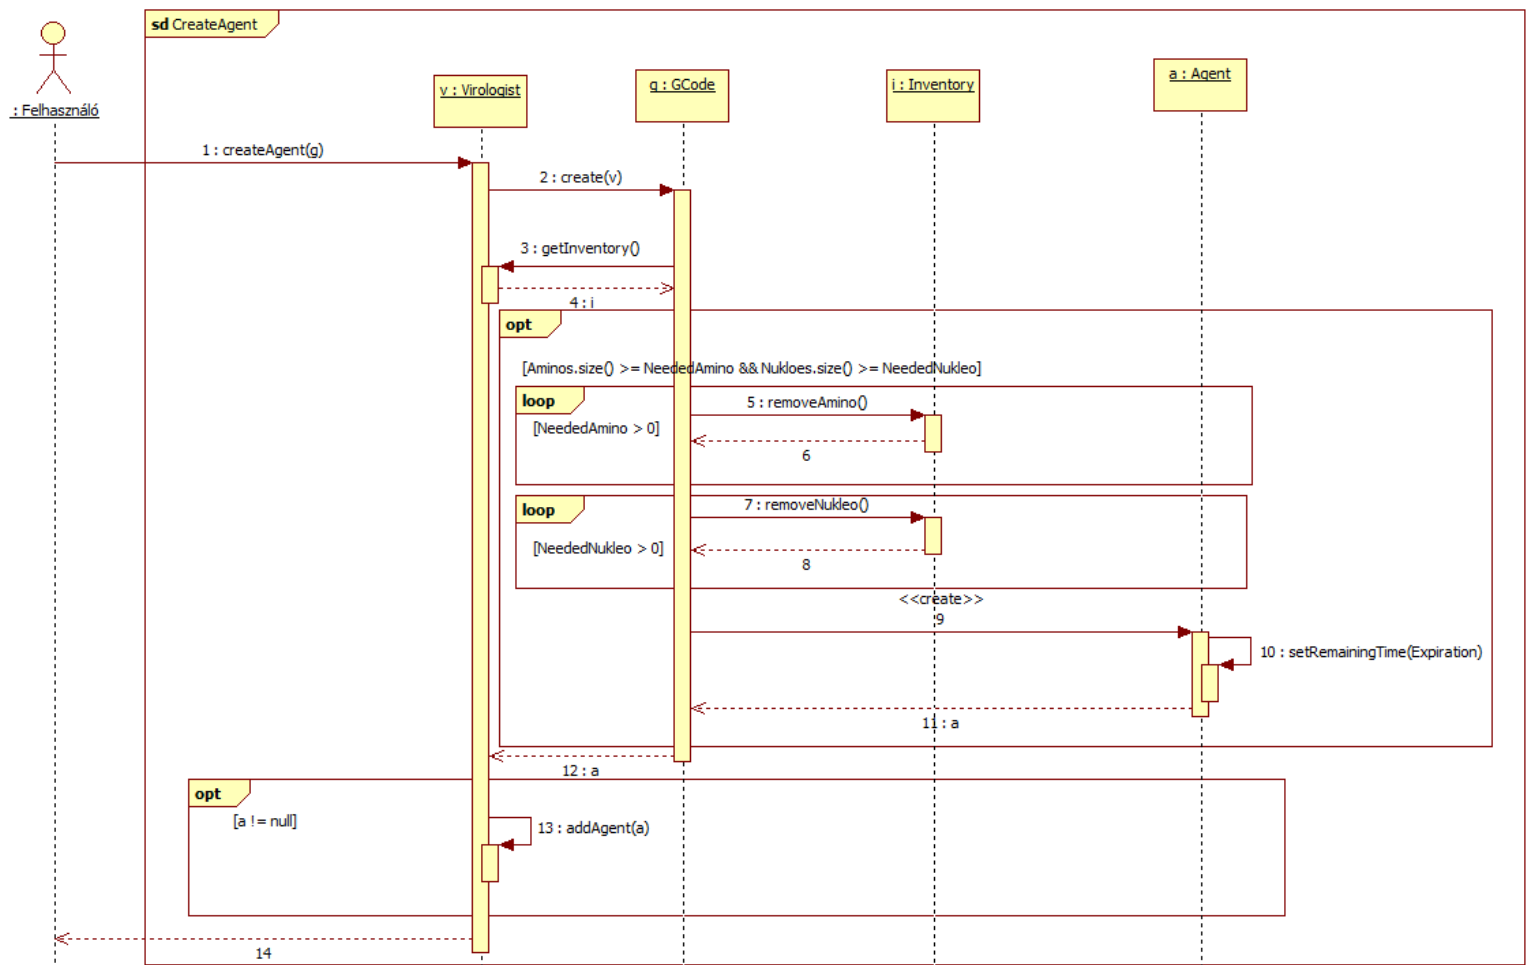 sd CreateAgent
: Felhasználó
v : Virologist
g : GCode
i : Inventory
a : Agent
1 : createAgent(g)
2 : create(v)
3 : getInventory()
4 : i
opt
[Aminos.size() >= NeededAmino && Nukloes.size() >= NeededNukleo]
loop
5 : removeAmino()
[NeededAmino > 0]
6
loop
7 : removeNukleo()
[NeededNukleo > 0]
8
<<create>>
9
10 : setRemainingTime(Expiration)
11 : a
12 : a
opt
[a != null]
13 : addAgent(a)
14